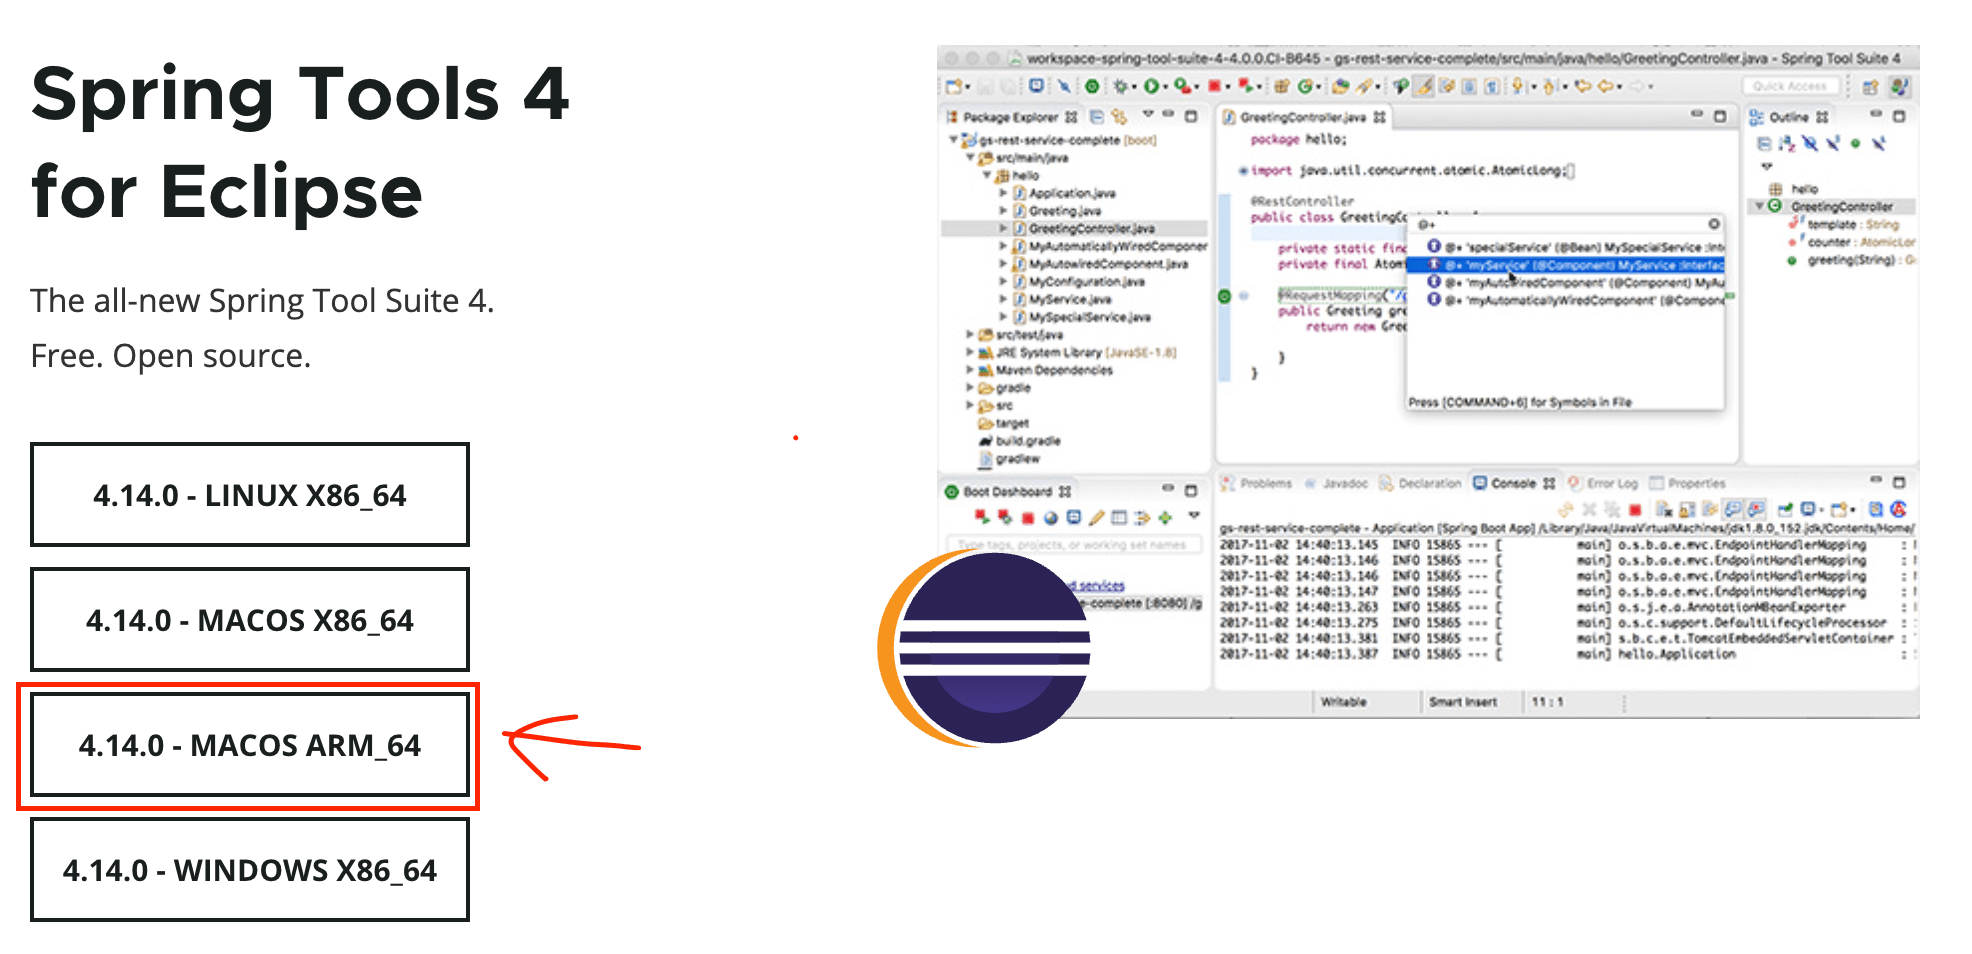 Spring Tools 4
for Eclipse
The all-new Spring Tool Suite 4.
Free. Open source.
4.14.0 - LINUX X86_64
4.14.0 - MACOS X86_64
4.14.0 - MACOS ARM_64
4.14.0 - WINDOWS X86_64
workspace-spring-tool-suite-4-4.0.0.CI-B645 - gs-rest-service-complete/src/main/java/hello/GreetingController.java - Spring Tool Suite 4
Quick Access
Package Explorer
gs-rest-service-complete [boot]
src/main/java
hello
Application.java
Greeting.java
GreetingController.java
MyAutomaticallyWiredComponer
MyAutowiredComponent.java
MyConfiguration.java
MyService.java
MySpecialService.java
src/test/java
JRE System Library [JavaSE-1.8]
Maven Dependencies
gradle
src
target
build.gradle
gradlew
GreetingController.java
package hello;
import java.util.concurrent.atomic.AtomicLong;
@RestController
public class GreetingC
private static fina
private final Atomi
@RequestMapping("/g
public Greeting gre
return new Gree
}
}
@+
@+ 'specialService' (@Bean) MySpecialService :Inte
@+ 'myService' (@Component) MyService :Interfac
@+ 'myAutowiredComponent' (@Component) MyAu
@+ 'myAutomaticallyWiredComponent' (@Compone
Press [COMMAND+6] for Symbols in File
Outline
hello
GreetingController
template : String
counter : AtomicLor
greeting(String) : G
Boot Dashboard
Type tags, projects, or working set names
d services
e-complete [:8080] /g
Problems
Javadoc
Declaration
Console
Error Log
Properties
gs-rest-service-complete - Application [Spring Boot App] /Library/Java/JavaVirtualMachines/jdk1.8.0_152.jdk/Contents/Home/
2017-11-02 14:40:13.145 INFO 15865 --- [ main] o.s.b.a.e.mvc.EndpointHandlerMapping :
2017-11-02 14:40:13.146 INFO 15865 --- [ main] o.s.b.a.e.mvc.EndpointHandlerMapping :
2017-11-02 14:40:13.146 INFO 15865 --- [ main] o.s.b.a.e.mvc.EndpointHandlerMapping :
2017-11-02 14:40:13.147 INFO 15865 --- [ main] o.s.b.a.e.mvc.EndpointHandlerMapping :
2017-11-02 14:40:13.263 INFO 15865 --- [ main] o.s.j.e.a.AnnotationMBeanExporter :
2017-11-02 14:40:13.275 INFO 15865 --- [ main] o.s.c.support.DefaultLifecycleProcessor :
2017-11-02 14:40:13.381 INFO 15865 --- [ main] s.b.c.e.t.TomcatEmbeddedServletContainer :
2017-11-02 14:40:13.387 INFO 15865 --- [ main] hello.Application :
Writable
Smart Insert
11 : 1